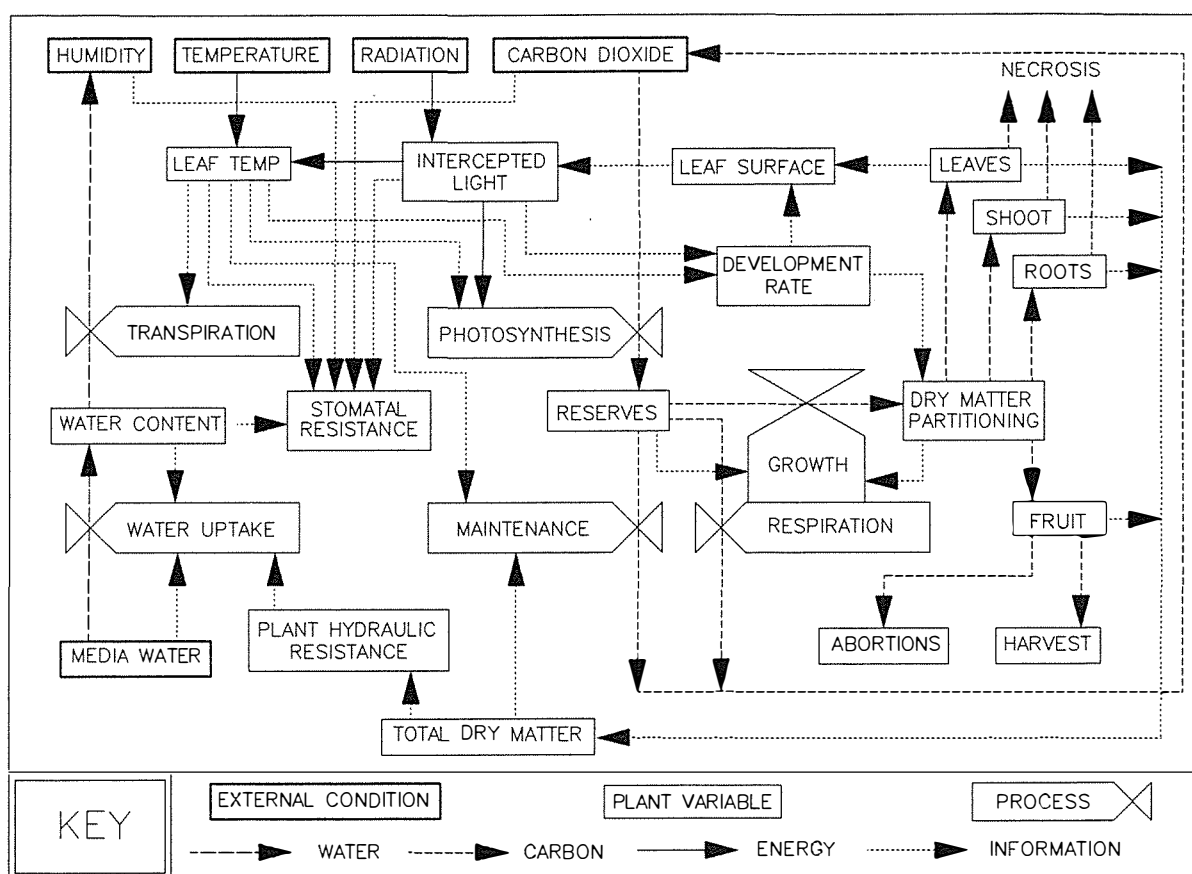 HUMIDITY
TEMPERATURE
RADIATION
CARBON DIOXIDE
NECROSIS
LEAF TEMP
INTERCEPTED
LIGHT
LEAF SURFACE
LEAVES
SHOOT
ROOTS
DEVELOPMENT
RATE
TRANSPIRATION
PHOTOSYNTHESIS
WATER CONTENT
STOMATAL
RESISTANCE
RESERVES
DRY MATTER
PARTITIONING
GROWTH
WATER UPTAKE
MAINTENANCE
RESPIRATION
FRUIT
MEDIA WATER
PLANT HYDRAULIC
RESISTANCE
ABORTIONS
HARVEST
TOTAL DRY MATTER
KEY
EXTERNAL CONDITION
PLANT VARIABLE
PROCESS
WATER
CARBON
ENERGY
INFORMATION